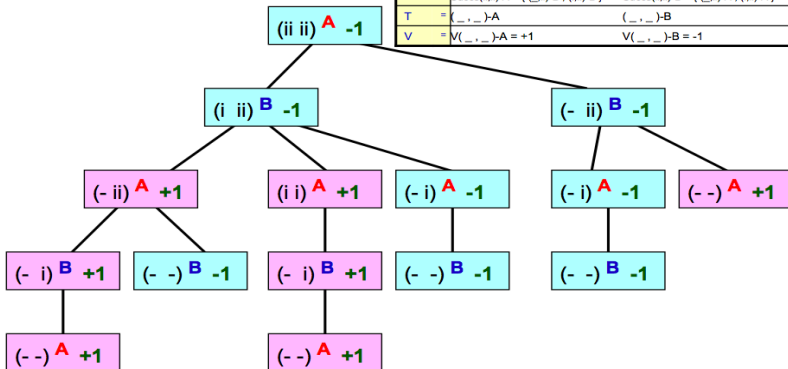 T = ( _ , _ )-A ( _ , _ )-B
V = V( _ , _ )-A = +1 V( _ , _ )-B = -1
(ii ii) A -1
(i ii) B -1 (- ii) B -1
(- ii) A +1 (i i) A +1 (- i) A -1 (- i) A -1 (- -) A +1
(- i) B +1 (- -) B -1 (- i) B +1 (- -) B -1 (- -) B -1
(- -) A +1 (- -) A +1